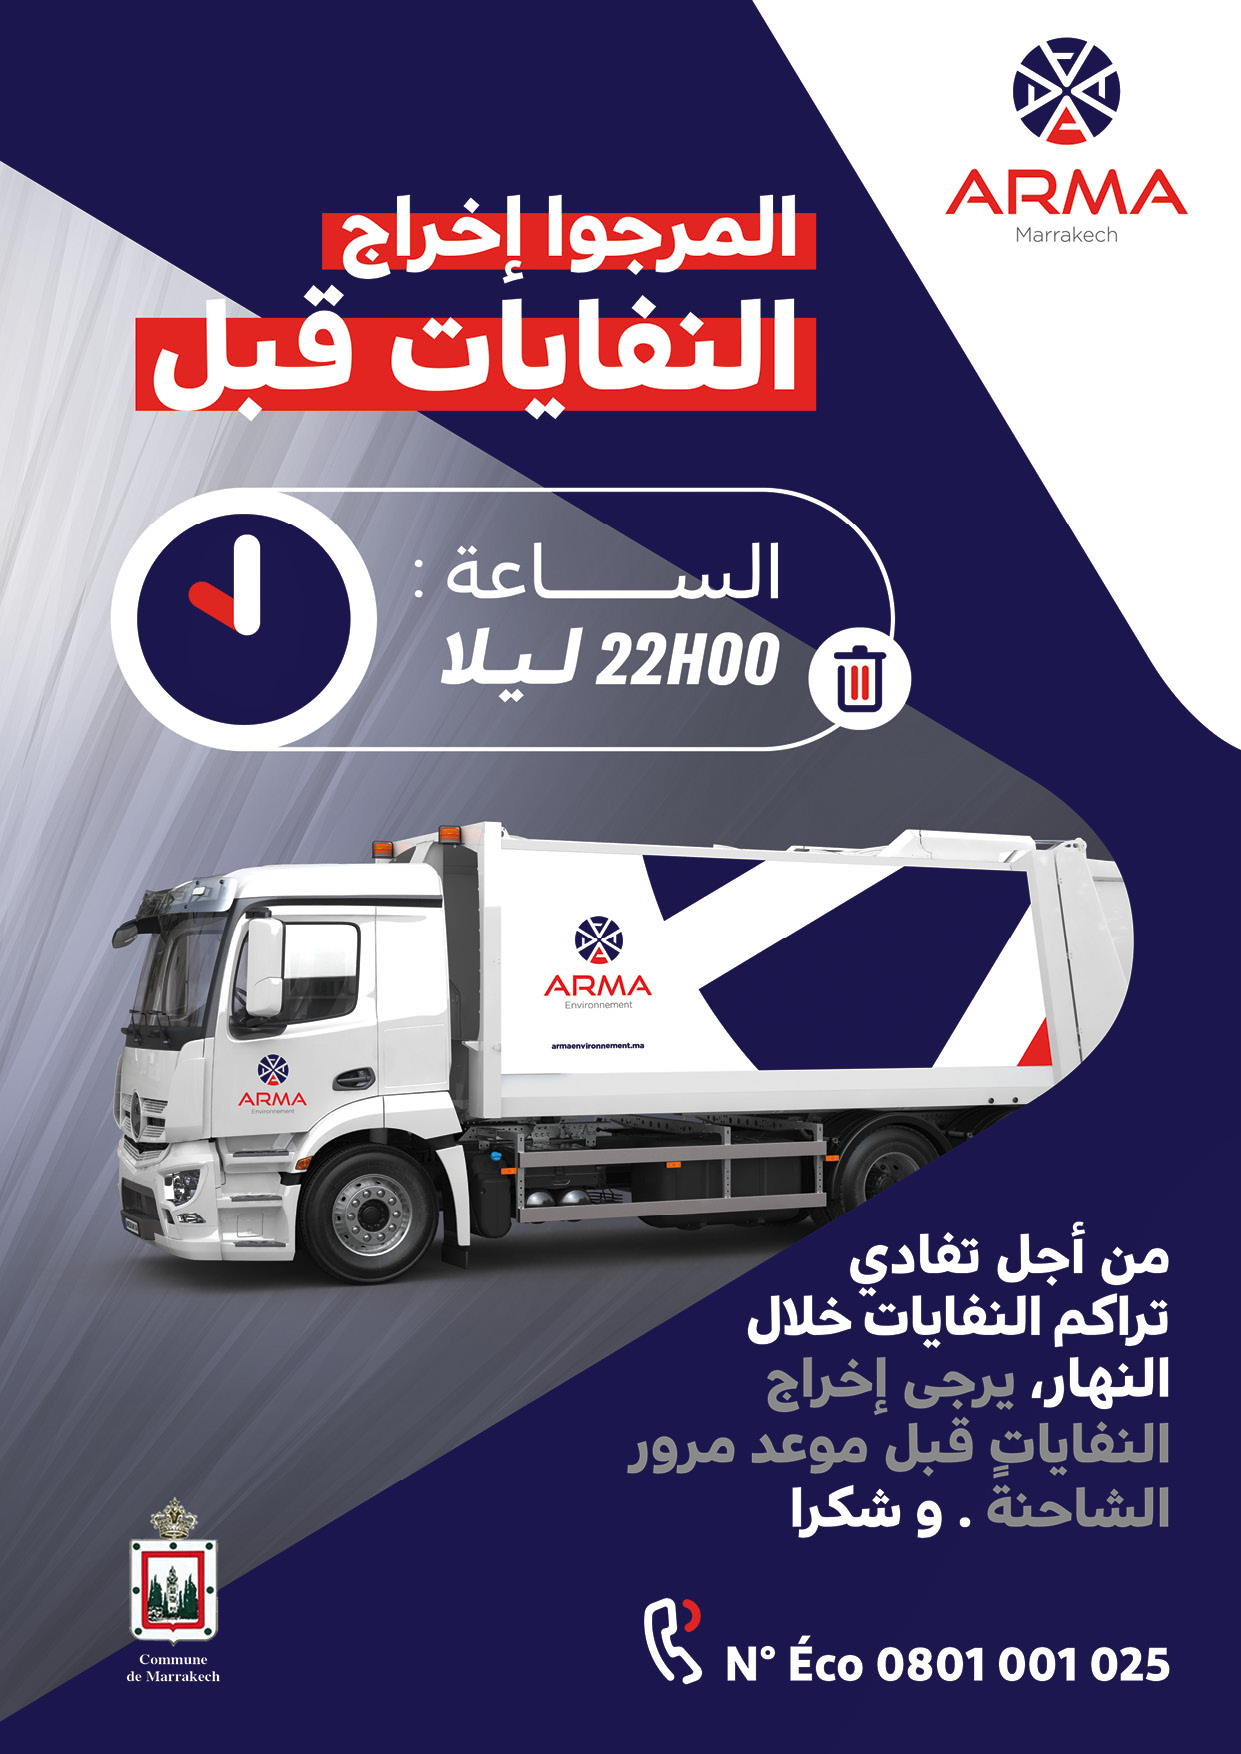 ARMA
Marrakech
المرجوا إخراج
النفايات قبل
الساعة :
22H00 ليلا
ARMA
Environnement
armaenvironnement.ma
ARMA
Environnement
من أجل تفادي
تراكم النفايات خلال
النهار، يرجى إخراج
النفاياتٍ قبل موعد مرور
الشاحنة . و شكرا
Commune
de Marrakech
N° Éco 0801 001 025